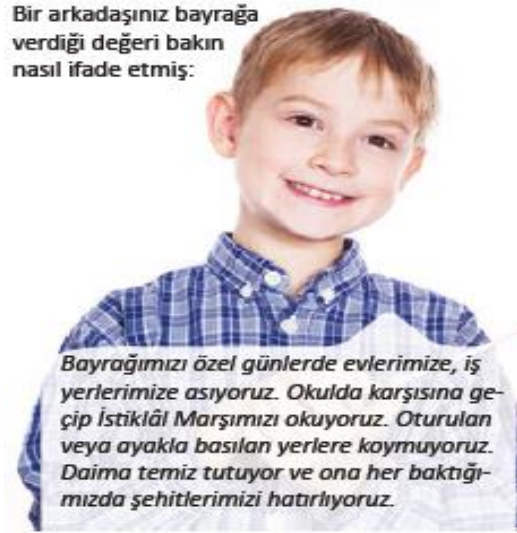 Bir arkadaşınız bayrağa
verdiği değeri bakın
nasıl ifade etmiş:
Bayrağımızı özel günlerde evlerimize, iş
yerlerimize asıyoruz. Okulda karşısına ge-
çip İstiklâl Marşımızı okuyoruz. Oturulan
veya ayakla basılan yerlere koymuyoruz.
Daima temiz tutuyor ve ona her baktığı-
mızda şehitlerimizi hatırlıyoruz.